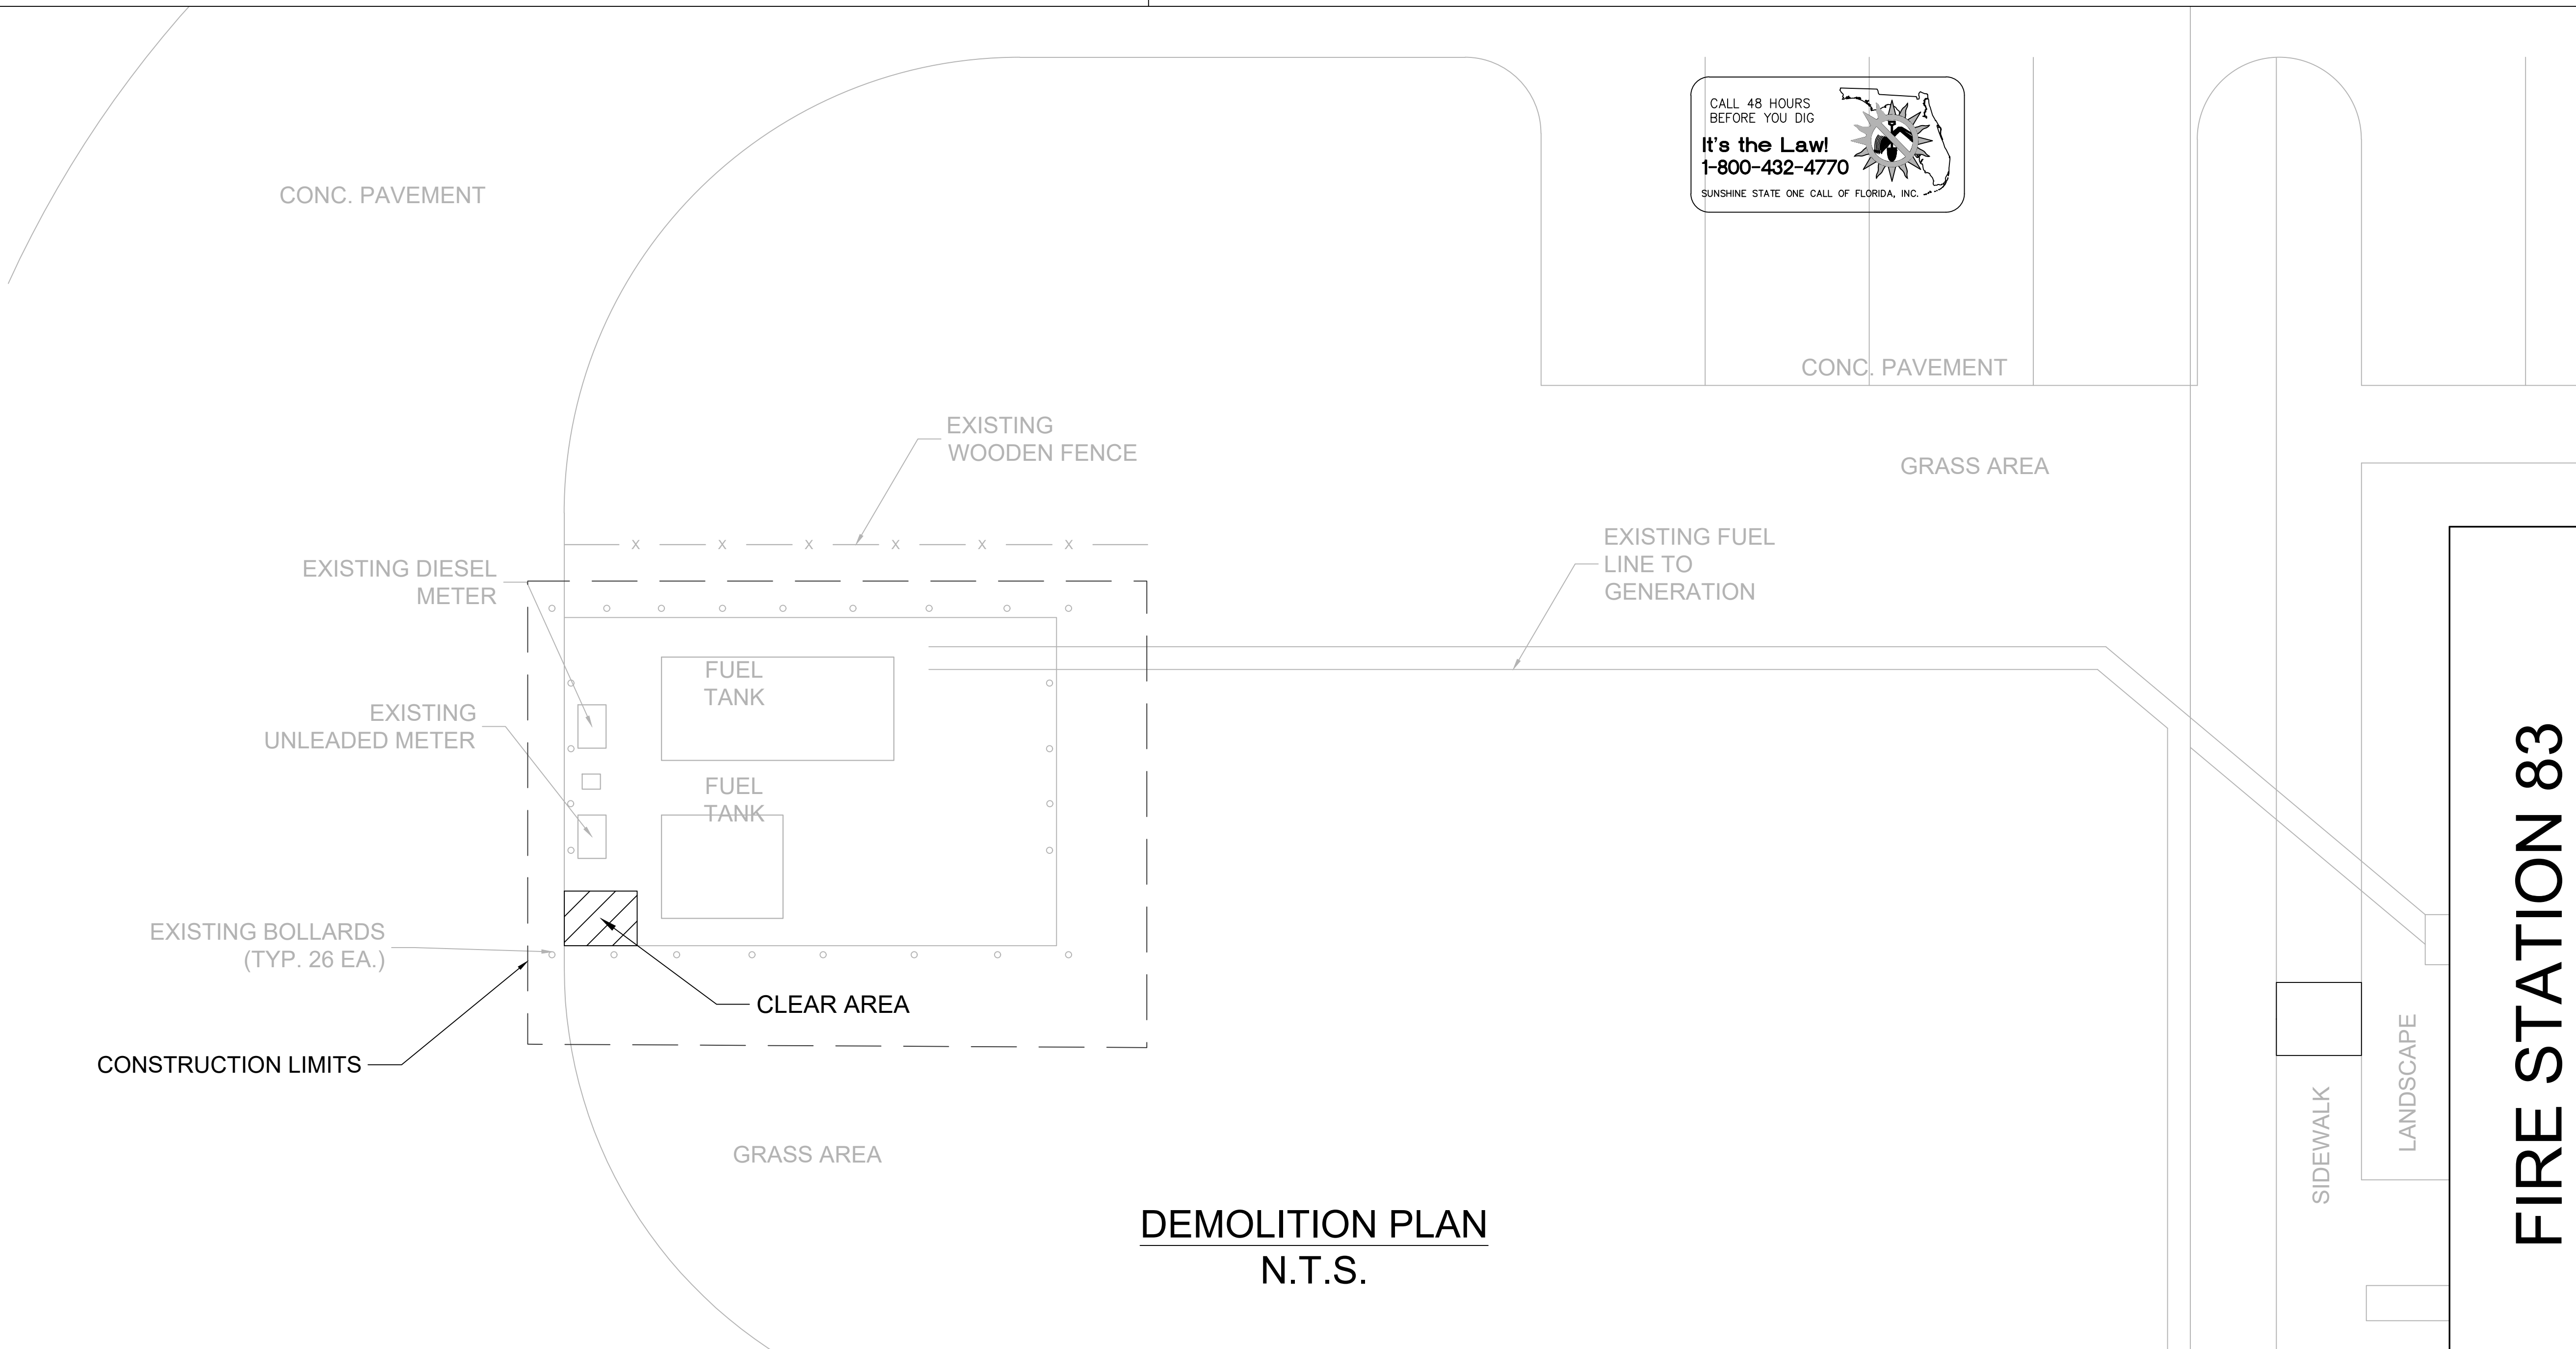 CALL 48 HOURS
BEFORE YOU DIG
It's the Law!
1-800-432-4770
SUNSHINE STATE ONE CALL OF FLORIDA, INC.
CONC. PAVEMENT
CONC. PAVEMENT
EXISTING
WOODEN FENCE
GRASS AREA
X X X X X X
EXISTING FUEL
LINE TO
GENERATION
EXISTING DIESEL
METER
FUEL
TANK
EXISTING
UNLEADED METER
FUEL
TANK
EXISTING BOLLARDS
(TYP. 26 EA.)
CLEAR AREA
CONSTRUCTION LIMITS
GRASS AREA
SIDEWALK
LANDSCAPE
FIRE STATION 83
DEMOLITION PLAN
N.T.S.